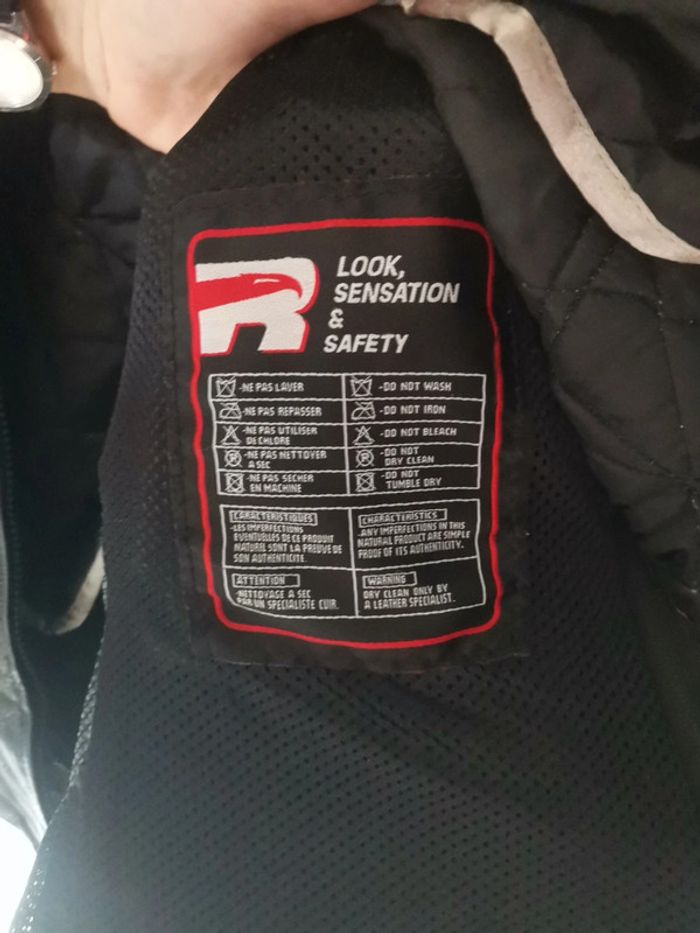 LOOK,
SENSATION
&
SAFETY
-NE PAS LAVER
-NE PAS REPASSER
-NE PAS UTILISER
DE CHLORE
-NE PAS NETTOYER
A SEC
-NE PAS SECHER
EN MACHINE
-DO NOT WASH
-DO NOT IRON
-DO NOT BLEACH
-DO NOT
DRY CLEAN
-DO NOT
TUMBLE DRY
CARACTERISTIQUES
-LES IMPERFECTIONS
EVENTUELLES DE CE PRODUIT
NATUREL SONT LA PREUVE DE
SON AUTHENTICITE.
CHARACTERISTICS
-ANY IMPERFECTIONS IN THIS
NATURAL PRODUCT ARE SIMPLE
PROOF OF ITS AUTHENTICITY.
ATTENTION
-NETTOYAGE A SEC
PAR UN SPECIALISTE CUIR.
WARNING
DRY CLEAN ONLY BY
A LEATHER SPECIALIST.